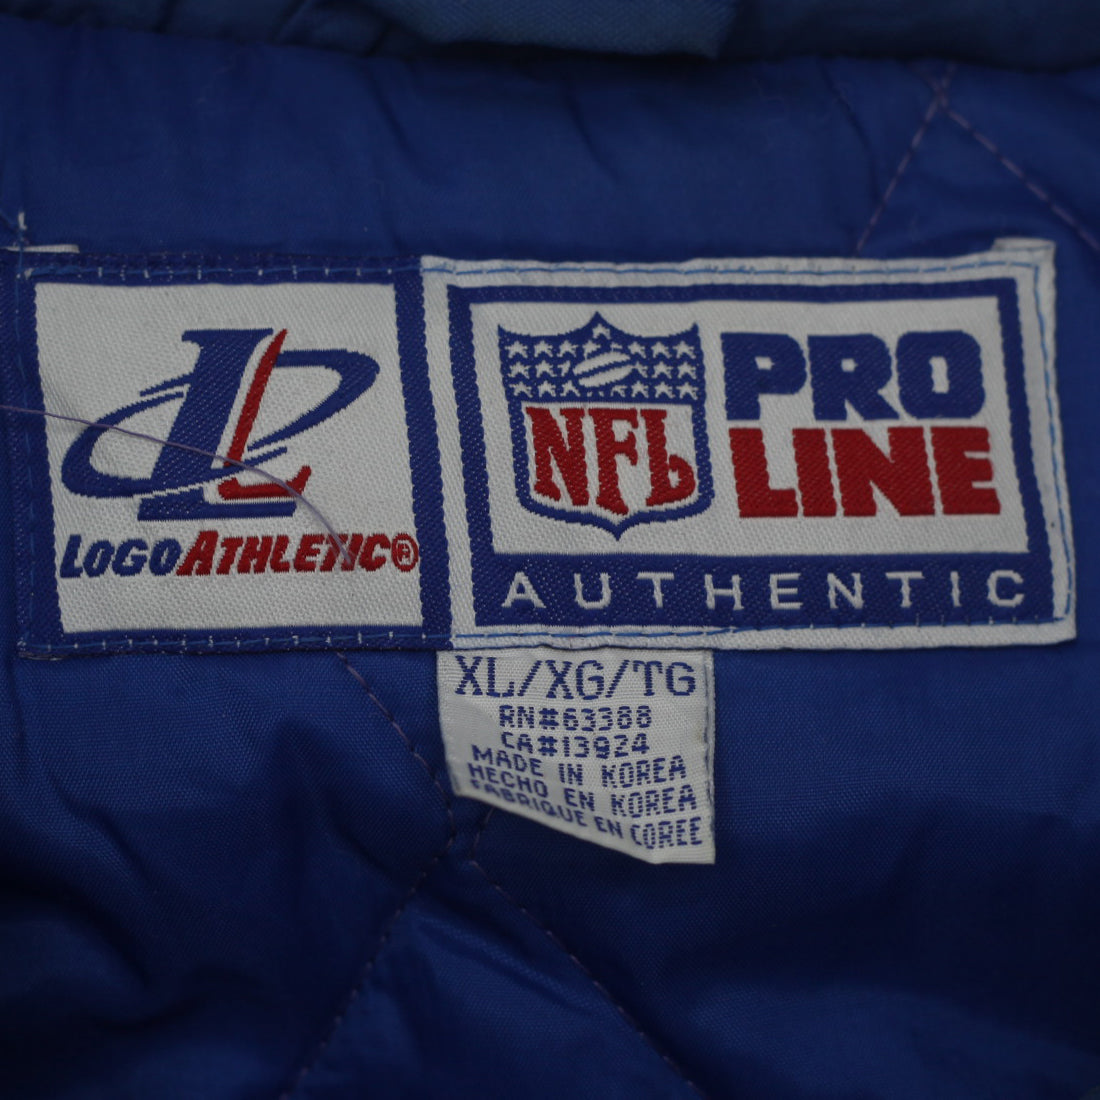 LOGOATHLETIC®
NFL
PRO
LINE
AUTHENTIC
XL/XG/TG
RN#63388
CA#13924
MADE IN KOREA
HECHO EN KOREA
FABRIQUE EN COREE